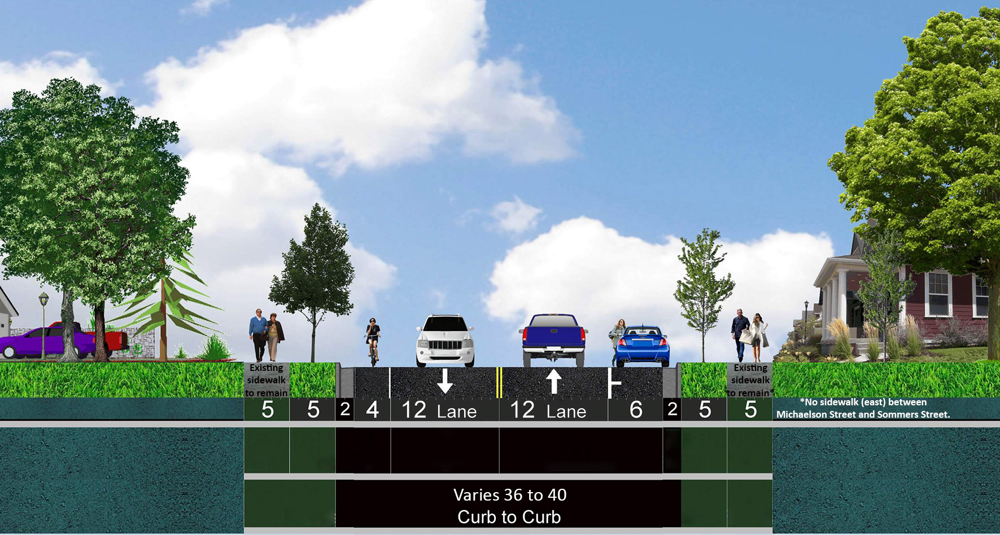 Existing
sidewalk
to remain
Existing
sidewalk
to remain*
5 5 2 4 12 Lane 12 Lane 6 2 5 5
*No sidewalk (east) between
Michaelson Street and Sommers Street.
Varies 36 to 40
Curb to Curb